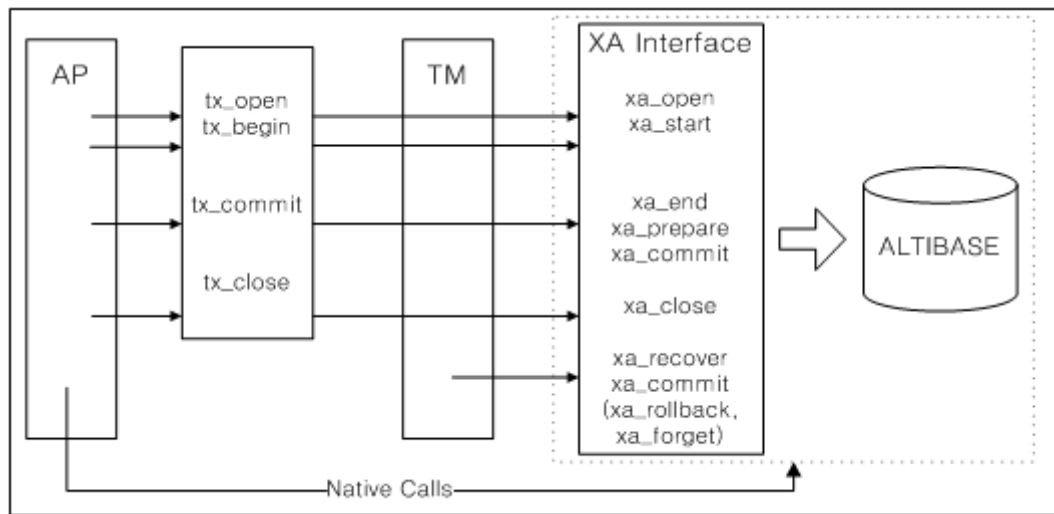 AP
tx_open
tx_begin
tx_commit
tx_close
TM
XA Interface
xa_open
xa_start
xa_end
xa_prepare
xa_commit
xa_close
xa_recover
xa_commit
(xa_rollback,
xa_forget)
ALTIBASE
Native Calls